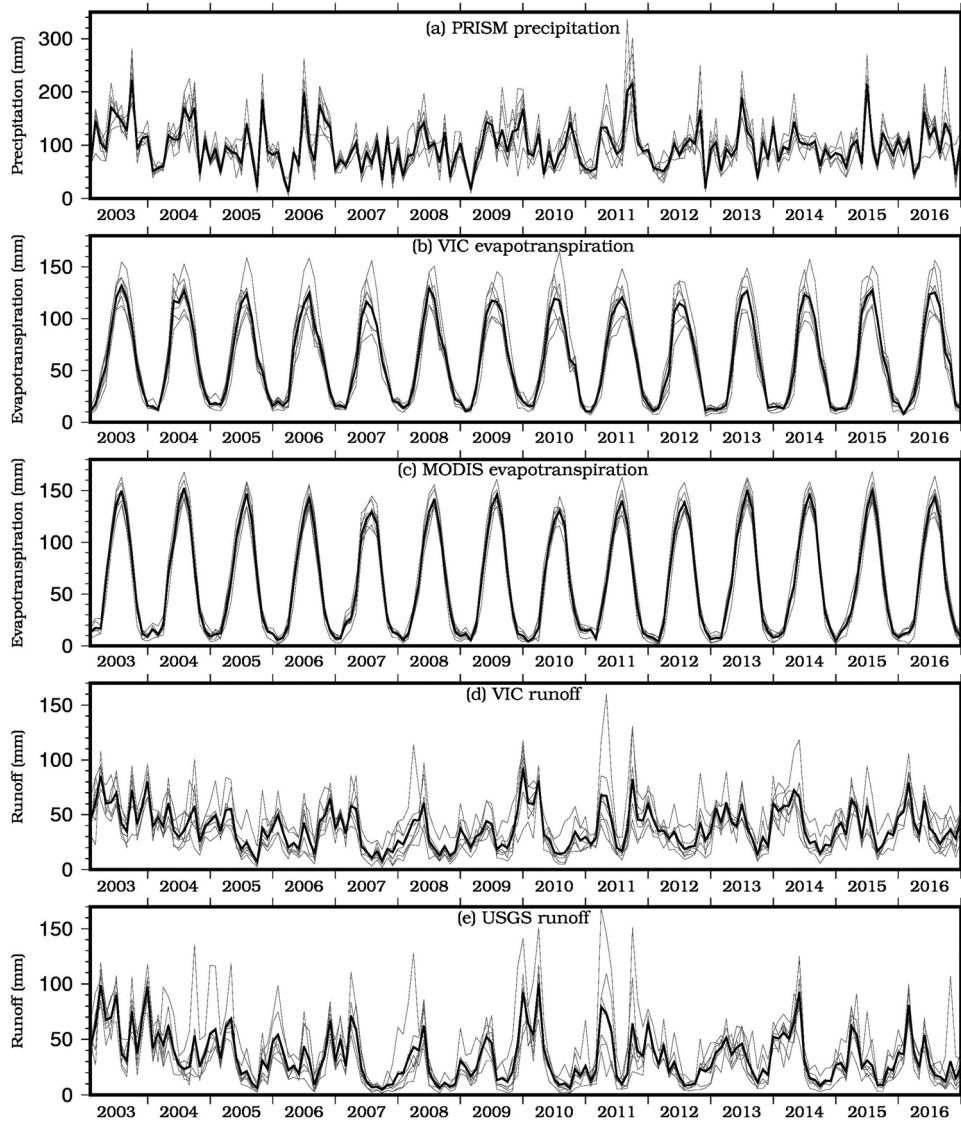 (a) PRISM precipitation
Precipitation (mm)
300
200
100
0
2003 2004 2005 2006 2007 2008 2009 2010 2011 2012 2013 2014 2015 2016
(b) VIC evapotranspiration
Evapotranspiration (mm)
150
100
50
0
2003 2004 2005 2006 2007 2008 2009 2010 2011 2012 2013 2014 2015 2016
(c) MODIS evapotranspiration
Evapotranspiration (mm)
150
100
50
0
2003 2004 2005 2006 2007 2008 2009 2010 2011 2012 2013 2014 2015 2016
(d) VIC runoff
Runoff (mm)
150
100
50
0
2003 2004 2005 2006 2007 2008 2009 2010 2011 2012 2013 2014 2015 2016
(e) USGS runoff
Runoff (mm)
150
100
50
0
2003 2004 2005 2006 2007 2008 2009 2010 2011 2012 2013 2014 2015 2016